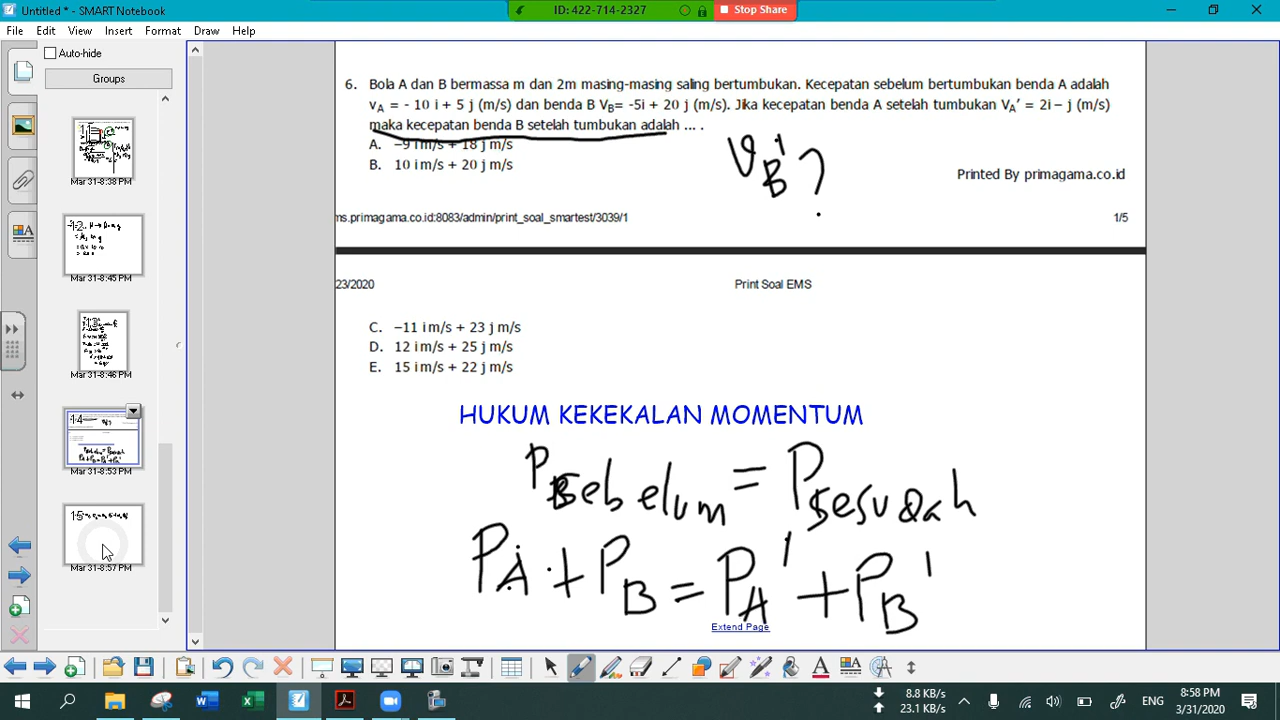 Untitled * - SMART Notebook
ID: 422-714-2327
Stop Share
File Edit View Insert Format Draw Help
Auto-hide
Groups
Mar 31-8:38 PM
Mar 31-8:45 PM
Mar 31-8:46 PM
Mar 31-8:53 PM
Mar 31-8:57 PM
6. Bola A dan B bermassa m dan 2m masing-masing saling bertumbukan. Kecepatan sebelum bertumbukan benda A adalah
vA = - 10 i + 5 j (m/s) dan benda B VB= -5i + 20 j (m/s). Jika kecepatan benda A setelah tumbukan VA' = 2i – j (m/s)
maka kecepatan benda B setelah tumbukan adalah ... .
A. –9 i m/s + 18 j m/s
B. 10 i m/s + 20 j m/s
VB' ?
Printed By primagama.co.id
ms.primagama.co.id:8083/admin/print_soal_smartest/3039/1
1/5
23/2020
Print Soal EMS
C. –11 i m/s + 23 j m/s
D. 12 i m/s + 25 j m/s
E. 15 i m/s + 22 j m/s
HUKUM KEKEKALAN MOMENTUM
Psebelum = Psesudah
PA + PB = PA' + PB'
Extend Page
8.8 KB/s
23.1 KB/s
ENG
8:58 PM
3/31/2020